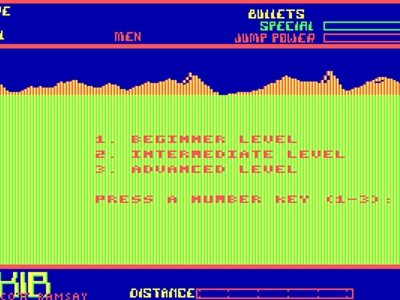 BULLETS
SPECIAL
MEN JUMP POWER
1. BEGINNER LEVEL
2. INTERMEDIATE LEVEL
3. ADVANCED LEVEL
PRESS A NUMBER KEY (1-3):
RAMSAY DISTANCE